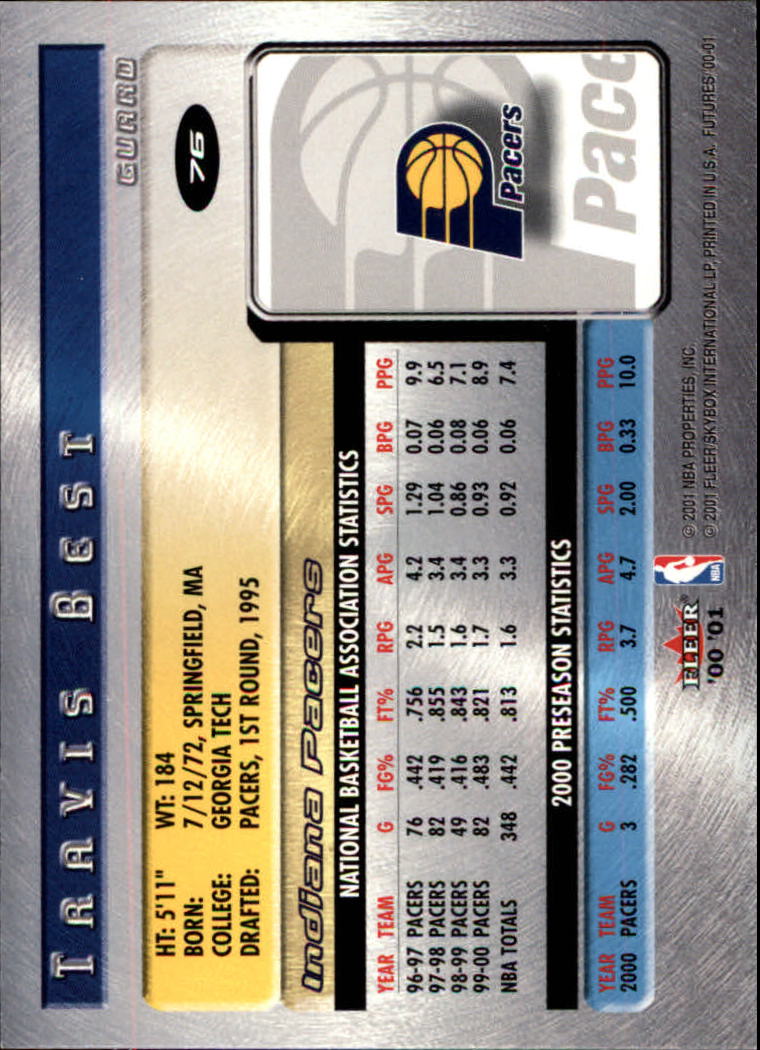 TRAVIS BEST
GUARD
HT: 5'11" WT: 184
BORN: 7/12/72, SPRINGFIELD, MA
COLLEGE: GEORGIA TECH
DRAFTED: PACERS, 1ST ROUND, 1995
76
Indiana Pacers
NATIONAL BASKETBALL ASSOCIATION STATISTICS
YEAR TEAM G FG% FT% RPG APG SPG BPG PPG
96-97 PACERS 76 .442 .756 2.2 4.2 1.29 0.07 9.9
97-98 PACERS 82 .419 .855 1.5 3.4 1.04 0.06 6.5
98-99 PACERS 49 .416 .843 1.6 3.4 0.86 0.08 7.1
99-00 PACERS 82 .483 .821 1.7 3.3 0.93 0.06 8.9
NBA TOTALS 348 .442 .813 1.6 3.3 0.92 0.06 7.4
2000 PRESEASON STATISTICS
YEAR TEAM G FG% FT% RPG APG SPG BPG PPG
2000 PACERS 3 .282 .500 3.7 4.7 2.00 0.33 10.0
Pacers
Pace
FLEER®
'00 '01
NBA
© 2001 NBA PROPERTIES, INC.
© 2001 FLEER/SKYBOX INTERNATIONAL LP, PRINTED IN U.S.A. FUTURES '00-01